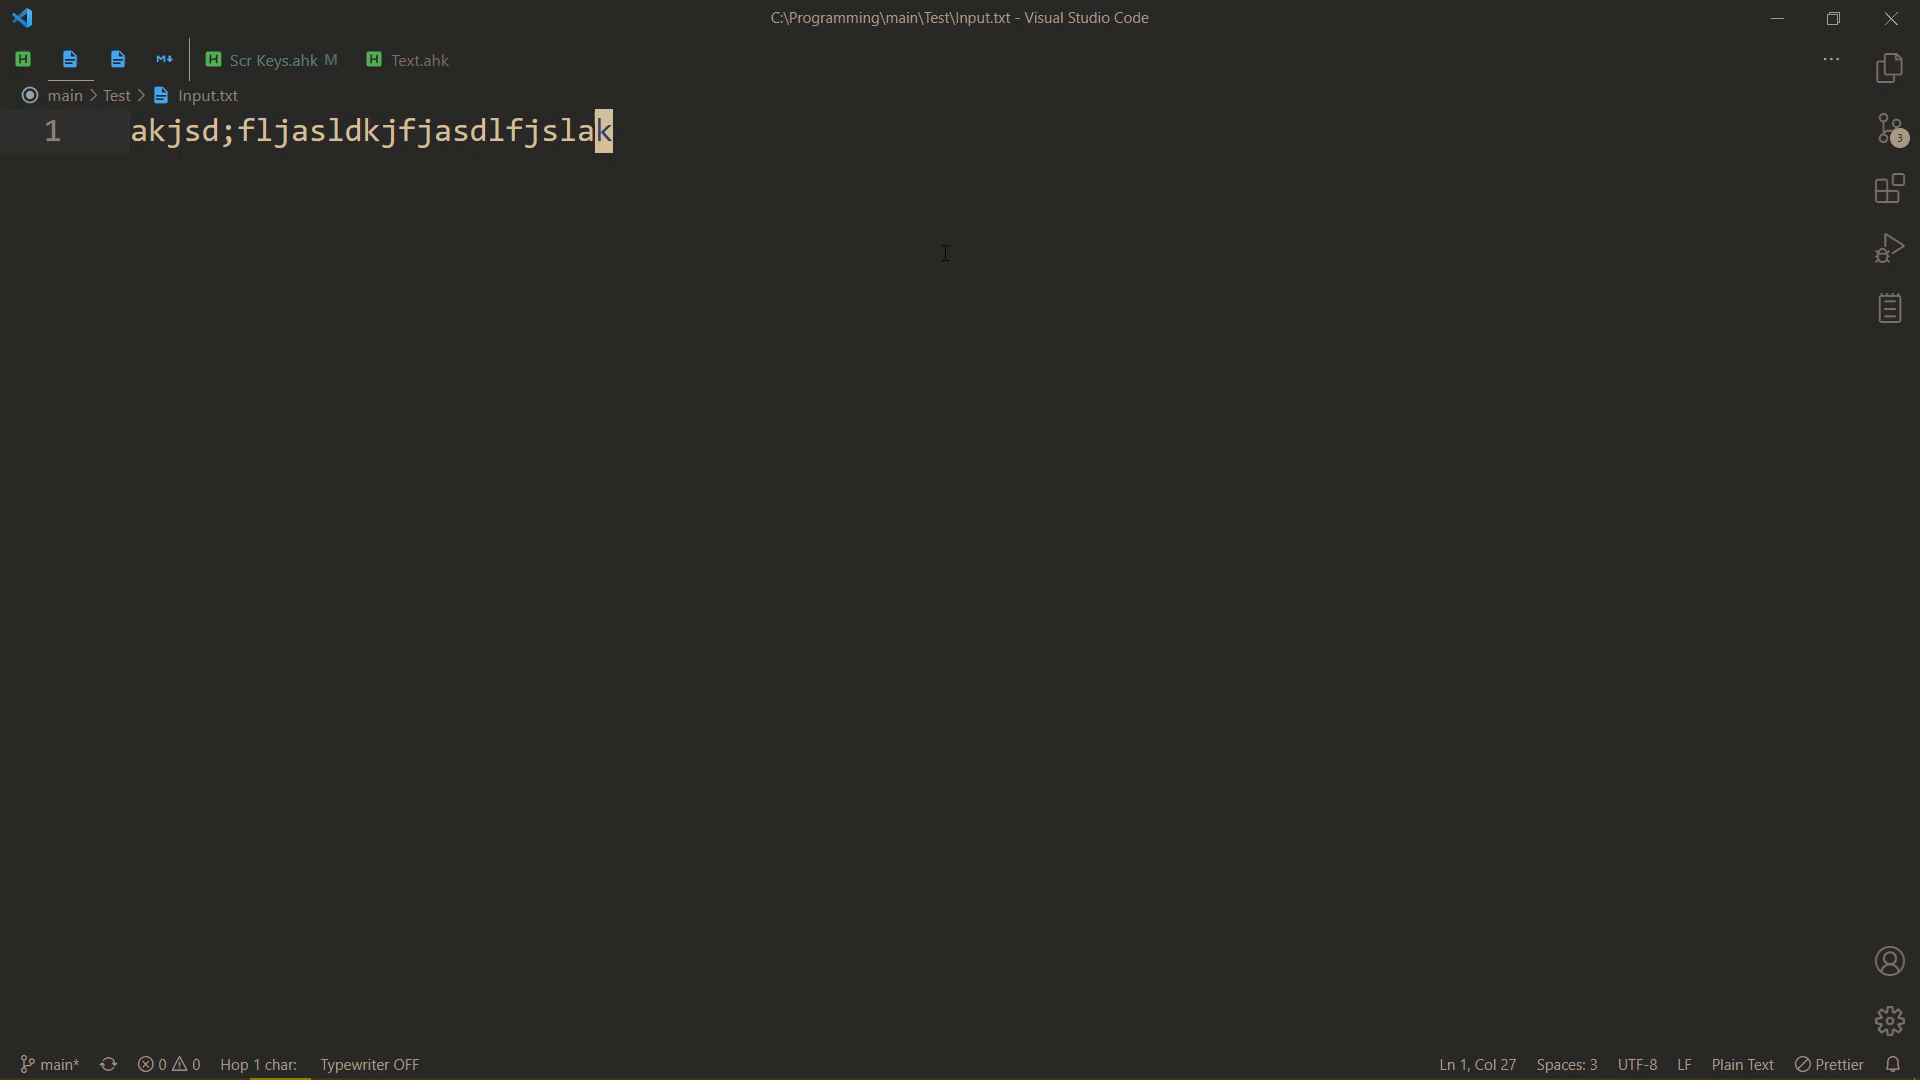 C:\Programming\main\Test\Input.txt - Visual Studio Code
Scr Keys.ahk M
Text.ahk
main > Test > Input.txt
1 akjsd;fljasldkjfjasdlfjslak
3
main* 0 0 Hop 1 char: Typewriter OFF
Ln 1, Col 27 Spaces: 3 UTF-8 LF Plain Text Prettier